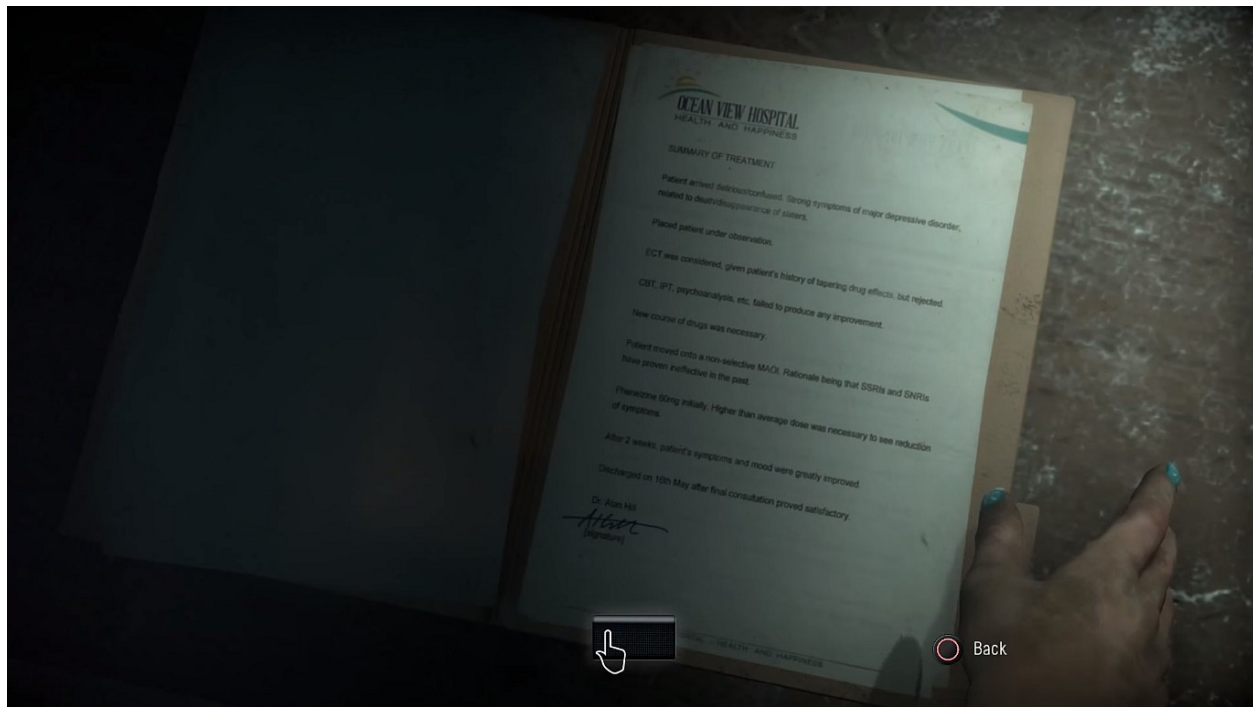 OCEAN VIEW HOSPITAL
HEALTH AND HAPPINESS
SUMMARY OF TREATMENT
Patient arrived delirious/confused. Strong symptoms of major depressive disorder,
related to death/disappearance of sisters.
Placed patient under observation.
ECT was considered, given patient's history of tapering drug effects, but rejected.
CBT, IPT, psychoanalysis, etc, failed to produce any improvement.
New course of drugs was necessary.
Patient moved onto a non-selective MAOI. Rationale being that SSRIs and SNRIs
have proven ineffective in the past.
Phenelzine 60mg initially. Higher than average dose was necessary to see reduction
of symptoms.
After 2 weeks, patient's symptoms and mood were greatly improved.
Discharged on 16th May after final consultation proved satisfactory.
Dr. Alan Hill
[signature]
HEALTH AND HAPPINESS
Back